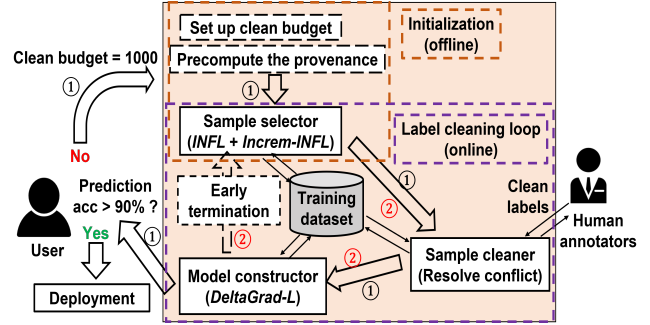 Clean budget = 1000
①
No
Set up clean budget
Precompute the provenance
①
Initialization
(offline)
Sample selector
(INFL + Increm-INFL)
Label cleaning loop
(online)
①
②
Early
termination
②
Training
dataset
Clean
labels
Human
annotators
Prediction
acc > 90% ?
Yes
User
①
Deployment
Model constructor
(DeltaGrad-L)
②
①
Sample cleaner
(Resolve conflict)